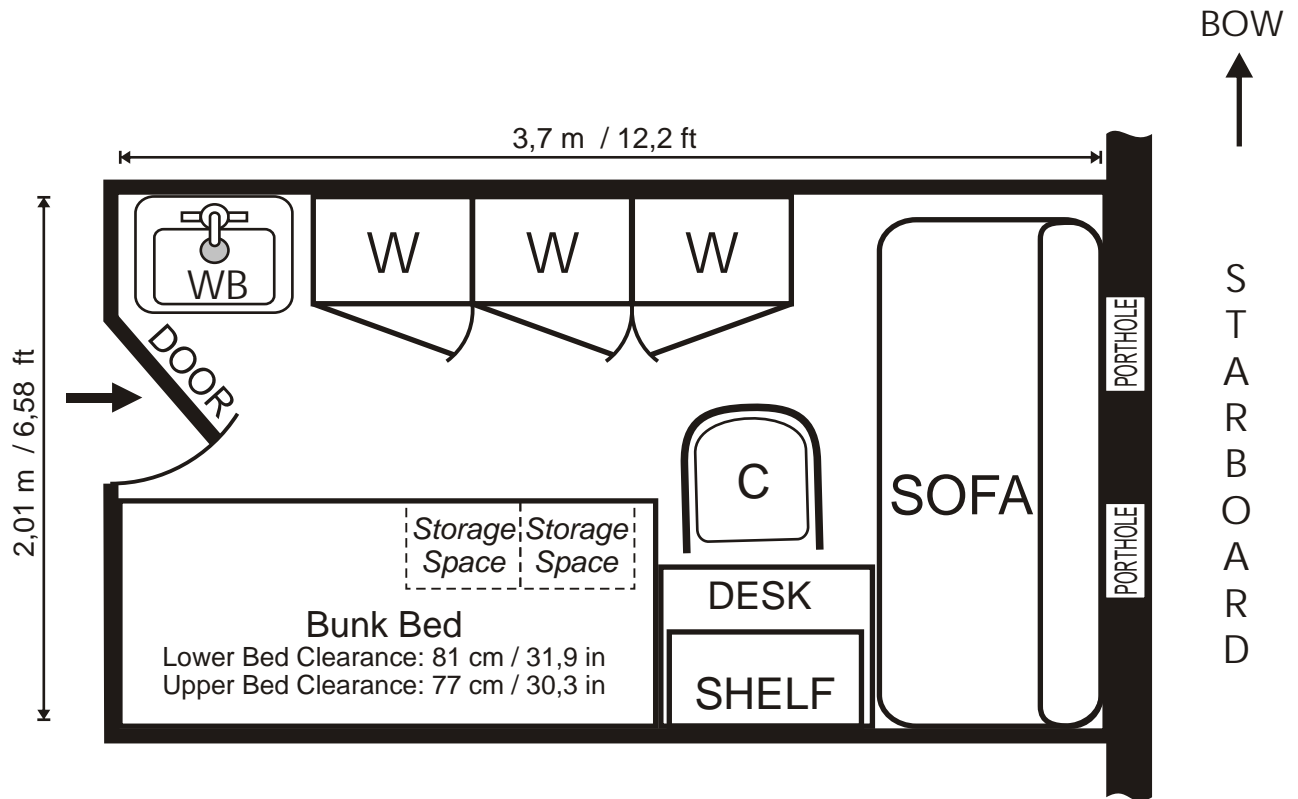 BOW
3,7 m / 12,2 ft
W W W
WB
DOOR
2,01 m / 6,58 ft
PORTHOLE
STARBOARD
C
SOFA
PORTHOLE
Storage Storage
Space Space
DESK
Bunk Bed
Lower Bed Clearance: 81 cm / 31,9 in
Upper Bed Clearance: 77 cm / 30,3 in
SHELF